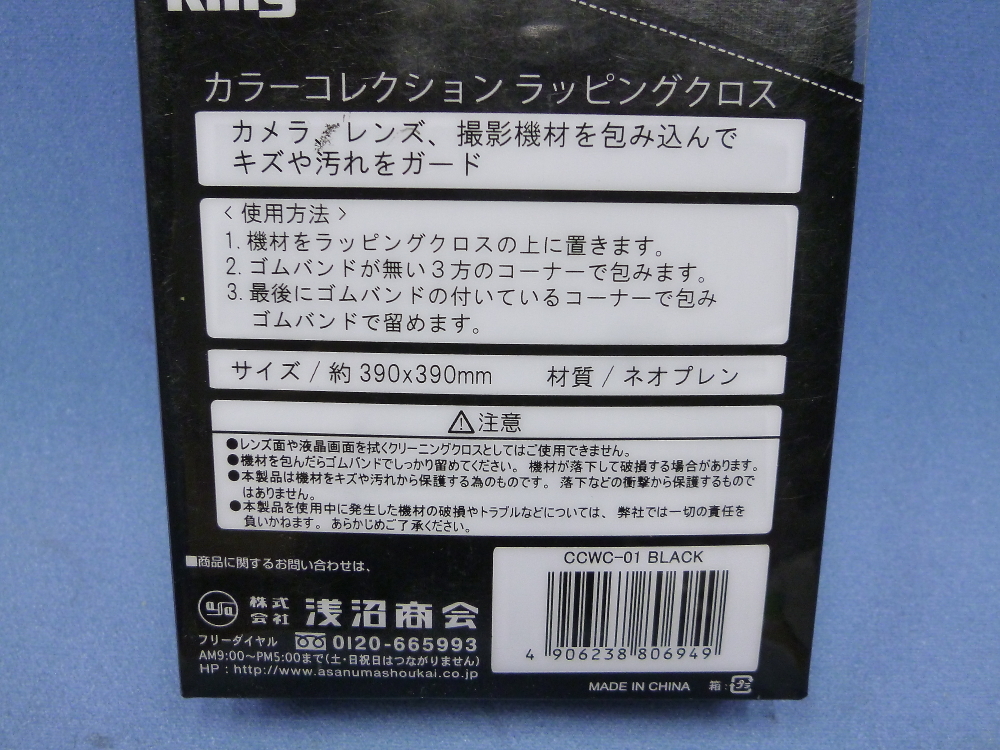 King
カラーコレクション ラッピングクロス
カメラ、レンズ、撮影機材を包み込んで
キズや汚れをガード
< 使用方法 >
1. 機材をラッピングクロスの上に置きます。
2. ゴムバンドが無い3方のコーナーで包みます。
3. 最後にゴムバンドの付いているコーナーで包み
ゴムバンドで留めます。
サイズ / 約 390x390mm 材質 / ネオプレン
⚠注意
●レンズ面や液晶画面を拭くクリーニングクロスとしてはご使用できません。
●機材を包んだらゴムバンドでしっかり留めてください。 機材が落下して破損する場合があります。
●本製品は機材をキズや汚れから保護する為のものです。 落下などの衝撃から保護するもので
はありません。
●本製品を使用中に発生した機材の破損やトラブルなどについては、 弊社では一切の責任を
負いかねます。 あらかじめご了承ください。
■商品に関するお問い合わせは、
株式
会社 浅沼商会
フリーダイヤル 0120-665993
AM9:00~PM5:00まで(土・日祝日はつながりません)
HP : http://www.asanumashoukai.co.jp
CCWC-01 BLACK
4 906238 806949
MADE IN CHINA 箱 : プラ